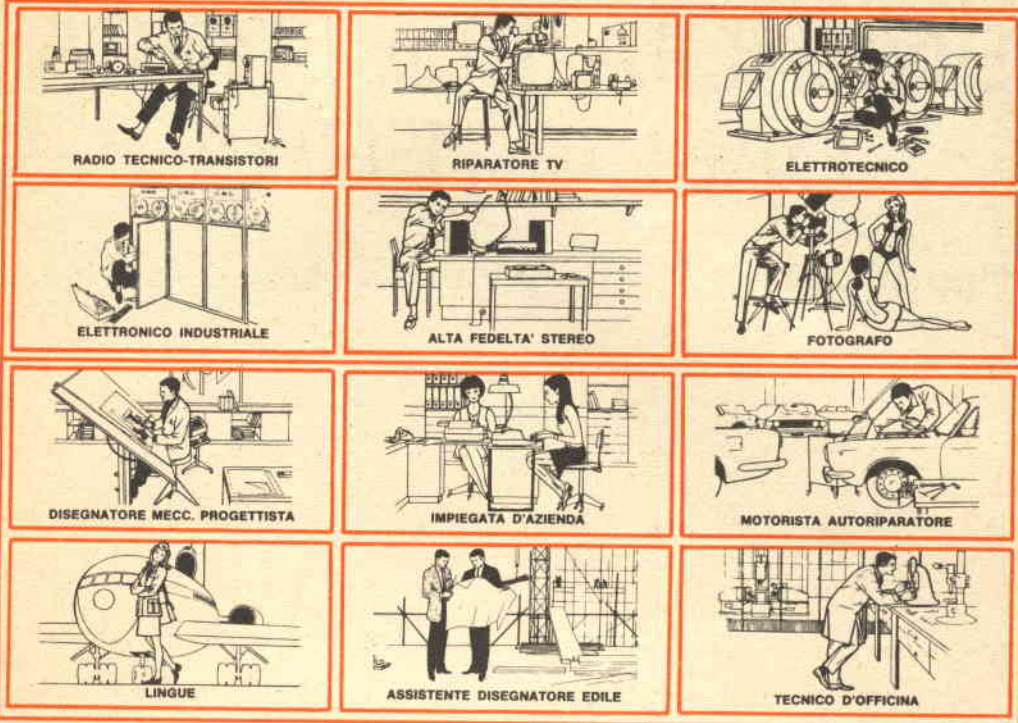 RADIO TECNICO-TRANSISTORI
RIPARATORE TV
ELETTROTECNICO
ELETTRONICO INDUSTRIALE
ALTA FEDELTA' STEREO
FOTOGRAFO
DISEGNATORE MECC. PROGETTISTA
IMPIEGATA D'AZIENDA
MOTORISTA AUTORIPARATORE
LINGUE
ASSISTENTE DISEGNATORE EDILE
TECNICO D'OFFICINA